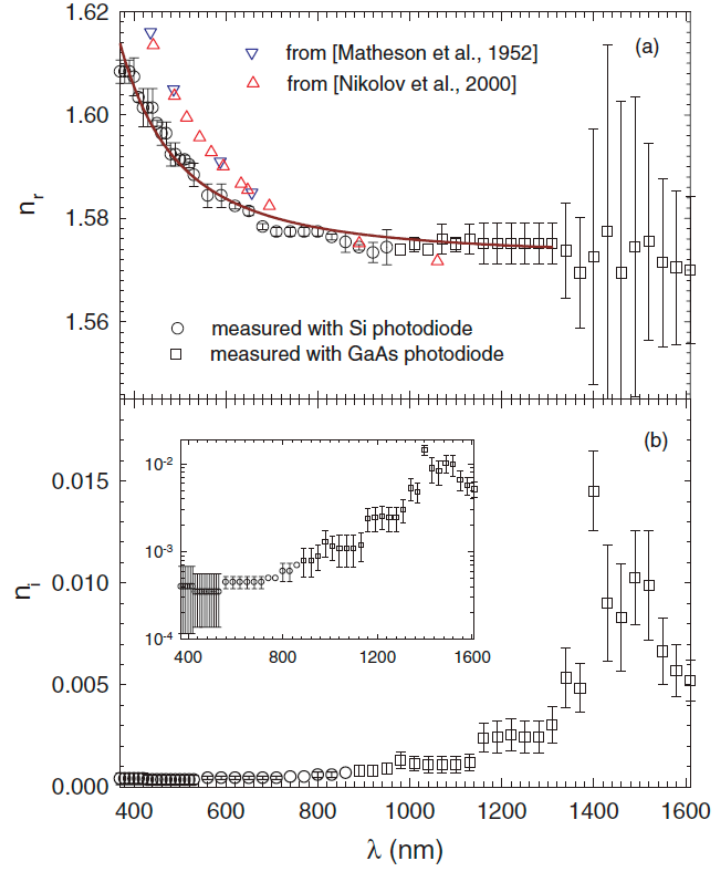 1.62
(a)
from [Matheson et al., 1952]
from [Nikolov et al., 2000]
1.60
n_r
1.58
1.56
measured with Si photodiode
measured with GaAs photodiode
(b)
0.015
10^-2
n_i
0.010
10^-3
0.005
10^-4
400 800 1200 1600
0.000
400 600 800 1000 1200 1400 1600
λ (nm)